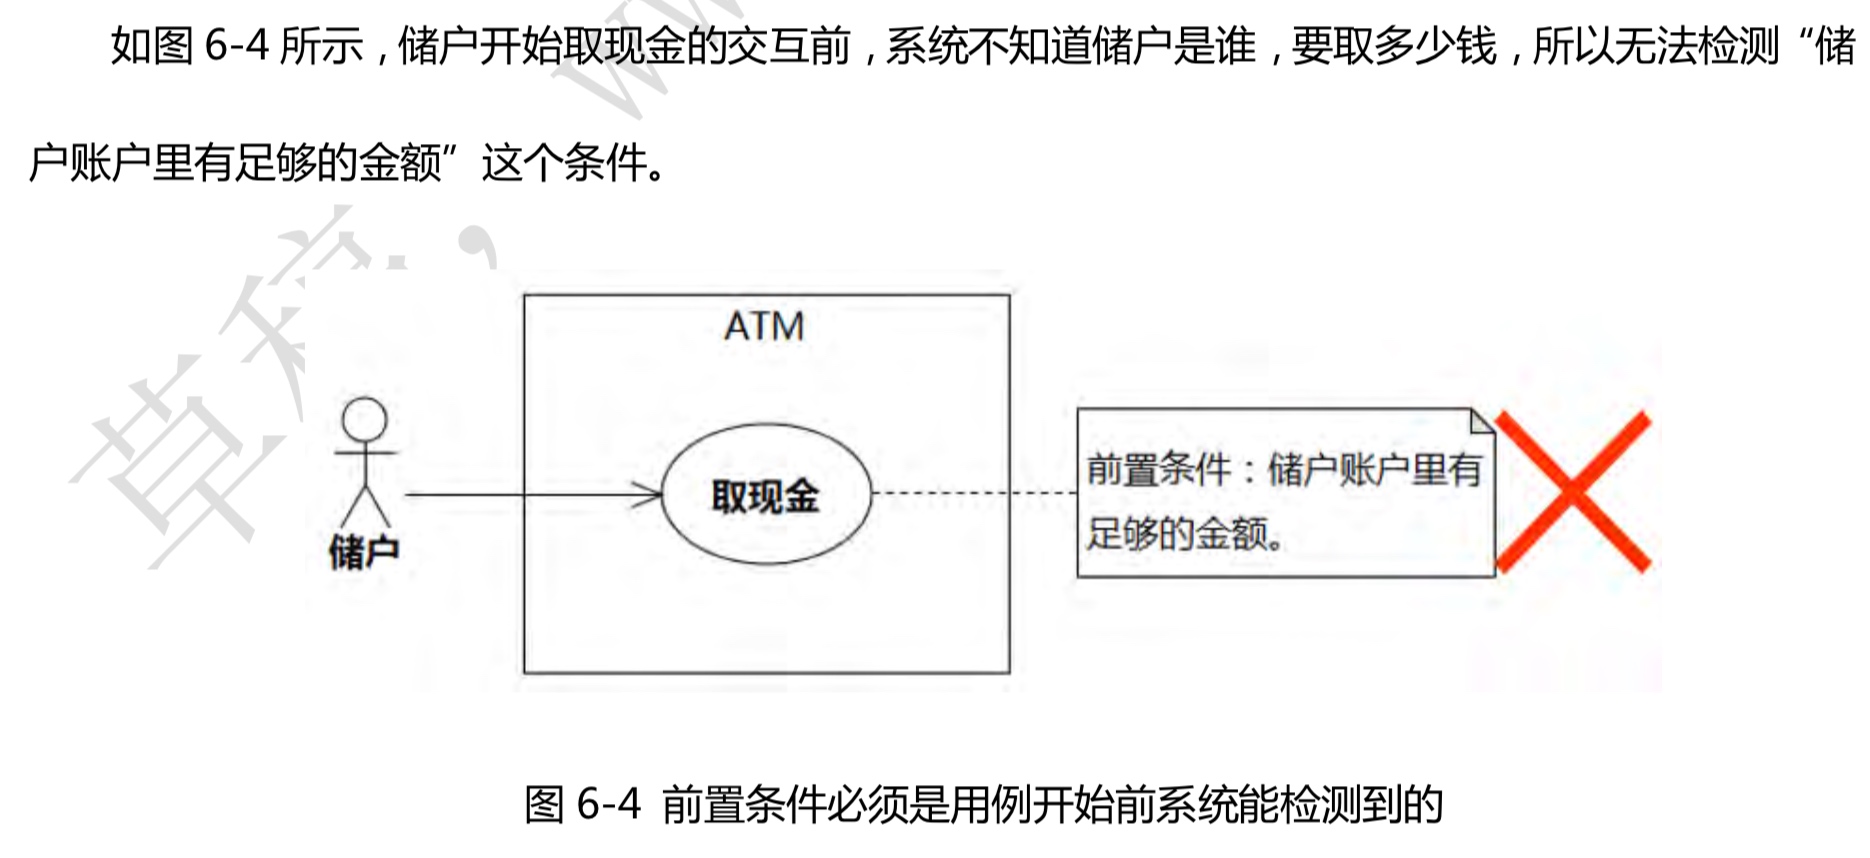 如图 6-4 所示，储户开始取现金的交互前，系统不知道储户是谁，要取多少钱，所以无法检测“储
户账户里有足够的金额”这个条件。
草稿，
ww
ATM
储户
取现金
前置条件：储户账户里有
足够的金额。
图 6-4 前置条件必须是用例开始前系统能检测到的